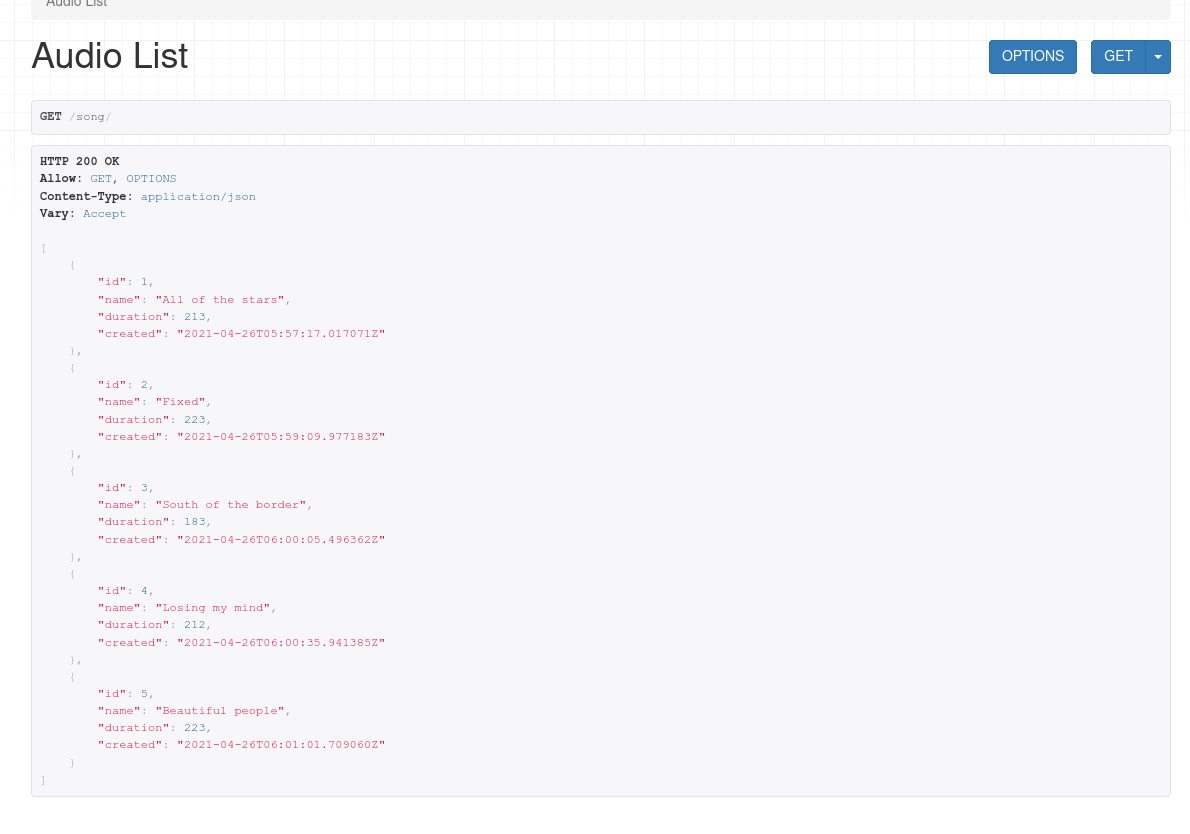 Audio List
Audio List
OPTIONS
GET
GET /song/
HTTP 200 OK
Allow: GET, OPTIONS
Content-Type: application/json
Vary: Accept
[
    {
        "id": 1,
        "name": "All of the stars",
        "duration": 213,
        "created": "2021-04-26T05:57:17.017071Z"
    },
    {
        "id": 2,
        "name": "Fixed",
        "duration": 223,
        "created": "2021-04-26T05:59:09.977183Z"
    },
    {
        "id": 3,
        "name": "South of the border",
        "duration": 183,
        "created": "2021-04-26T06:00:05.496362Z"
    },
    {
        "id": 4,
        "name": "Losing my mind",
        "duration": 212,
        "created": "2021-04-26T06:00:35.941385Z"
    },
    {
        "id": 5,
        "name": "Beautiful people",
        "duration": 223,
        "created": "2021-04-26T06:01:01.709060Z"
    }
]